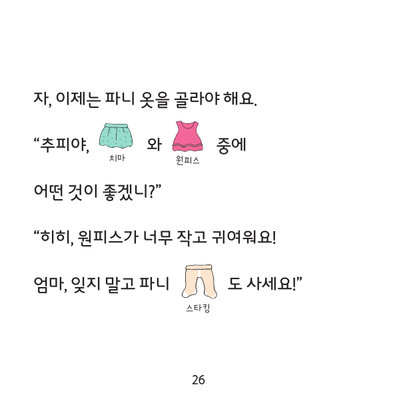 자, 이제는 파니 옷을 골라야 해요.
“추피야, 와 중에
치마 원피스
어떤 것이 좋겠니?”
“히히, 원피스가 너무 작고 귀여워요!
엄마, 잊지 말고 파니 도 사세요!”
스타킹
26